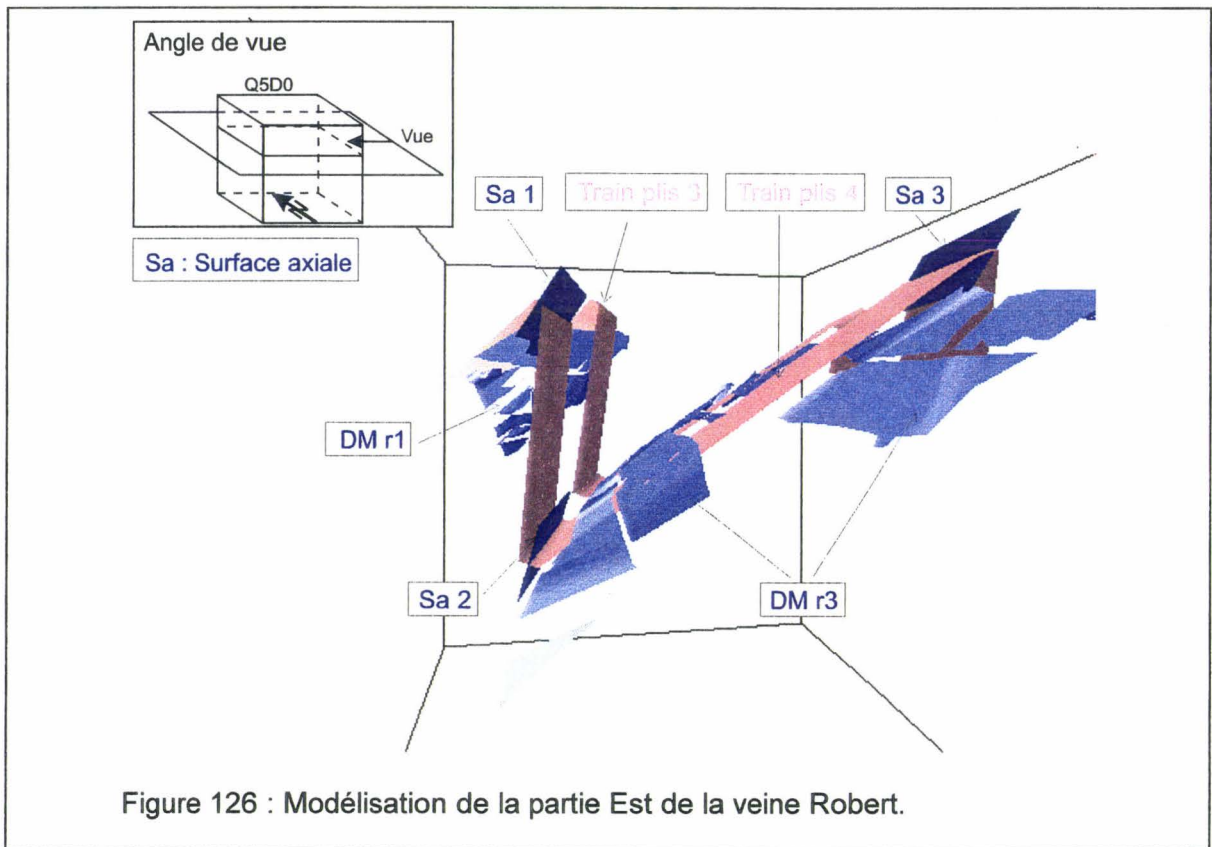 Angle de vue
Q5D0
Vue
Sa : Surface axiale
Sa 1
Train plis 3
Train plis 4
Sa 3
DM r1
Sa 2
DM r3
Figure 126 : Modélisation de la partie Est de la veine Robert.